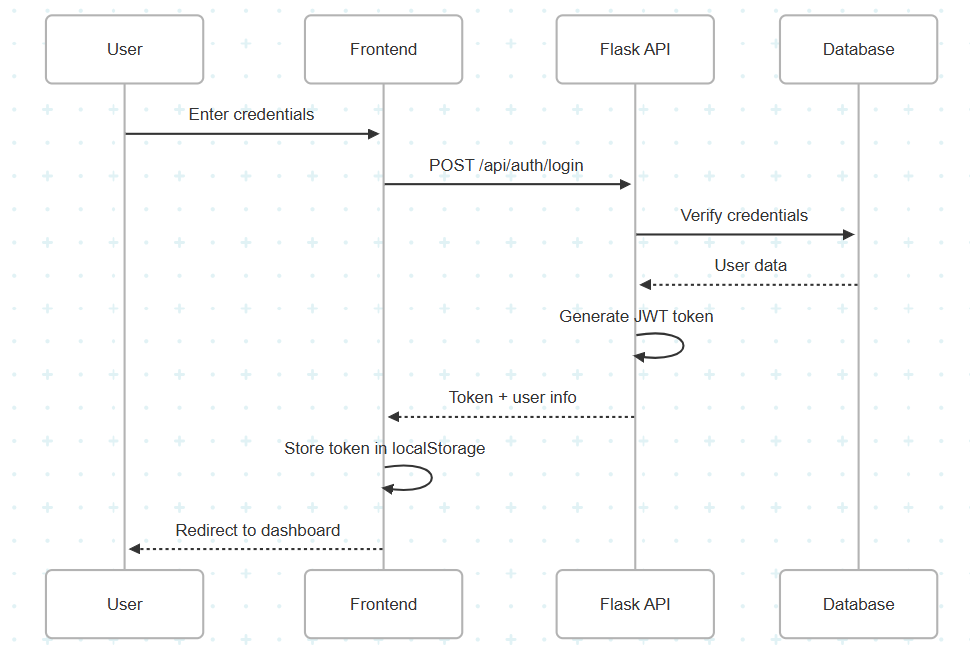 User
Frontend
Flask API
Database
Enter credentials
POST /api/auth/login
Verify credentials
User data
Generate JWT token
Token + user info
Store token in localStorage
Redirect to dashboard
User
Frontend
Flask API
Database